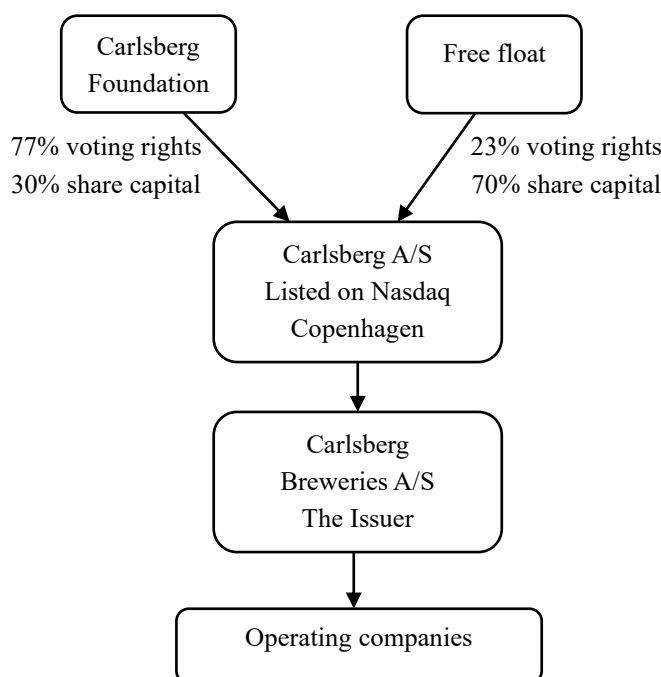 Carlsberg
Foundation
Free float
77% voting rights
30% share capital
23% voting rights
70% share capital
Carlsberg A/S
Listed on Nasdaq
Copenhagen
Carlsberg
Breweries A/S
The Issuer
Operating companies